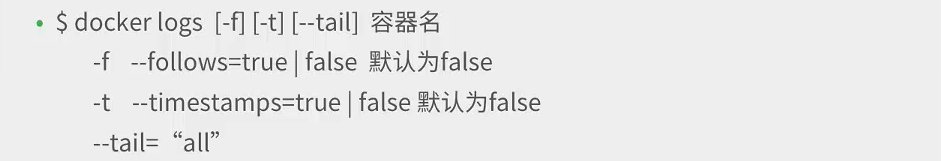 • $ docker logs [-f] [-t] [--tail] 容器名
-f --follows=true | false 默认为false
-t --timestamps=true | false 默认为false
--tail= “all”